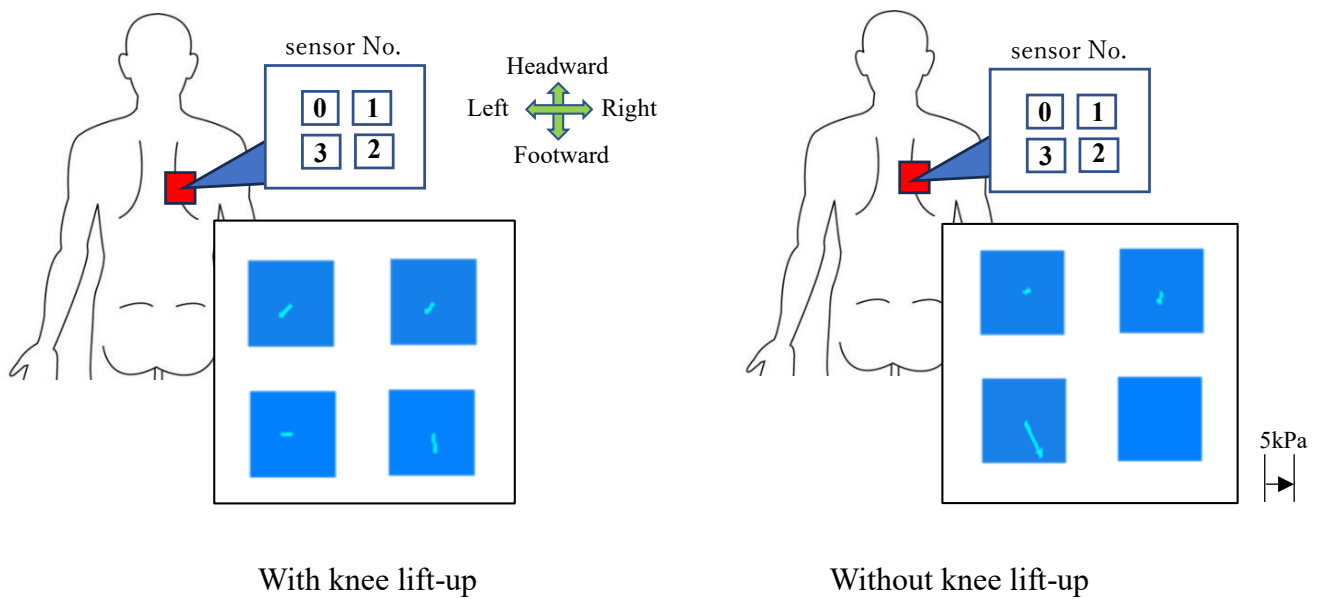 sensor No.
0 1
3 2
Headward
Left Right
Footward
sensor No.
0 1
3 2
5kPa
With knee lift-up
Without knee lift-up